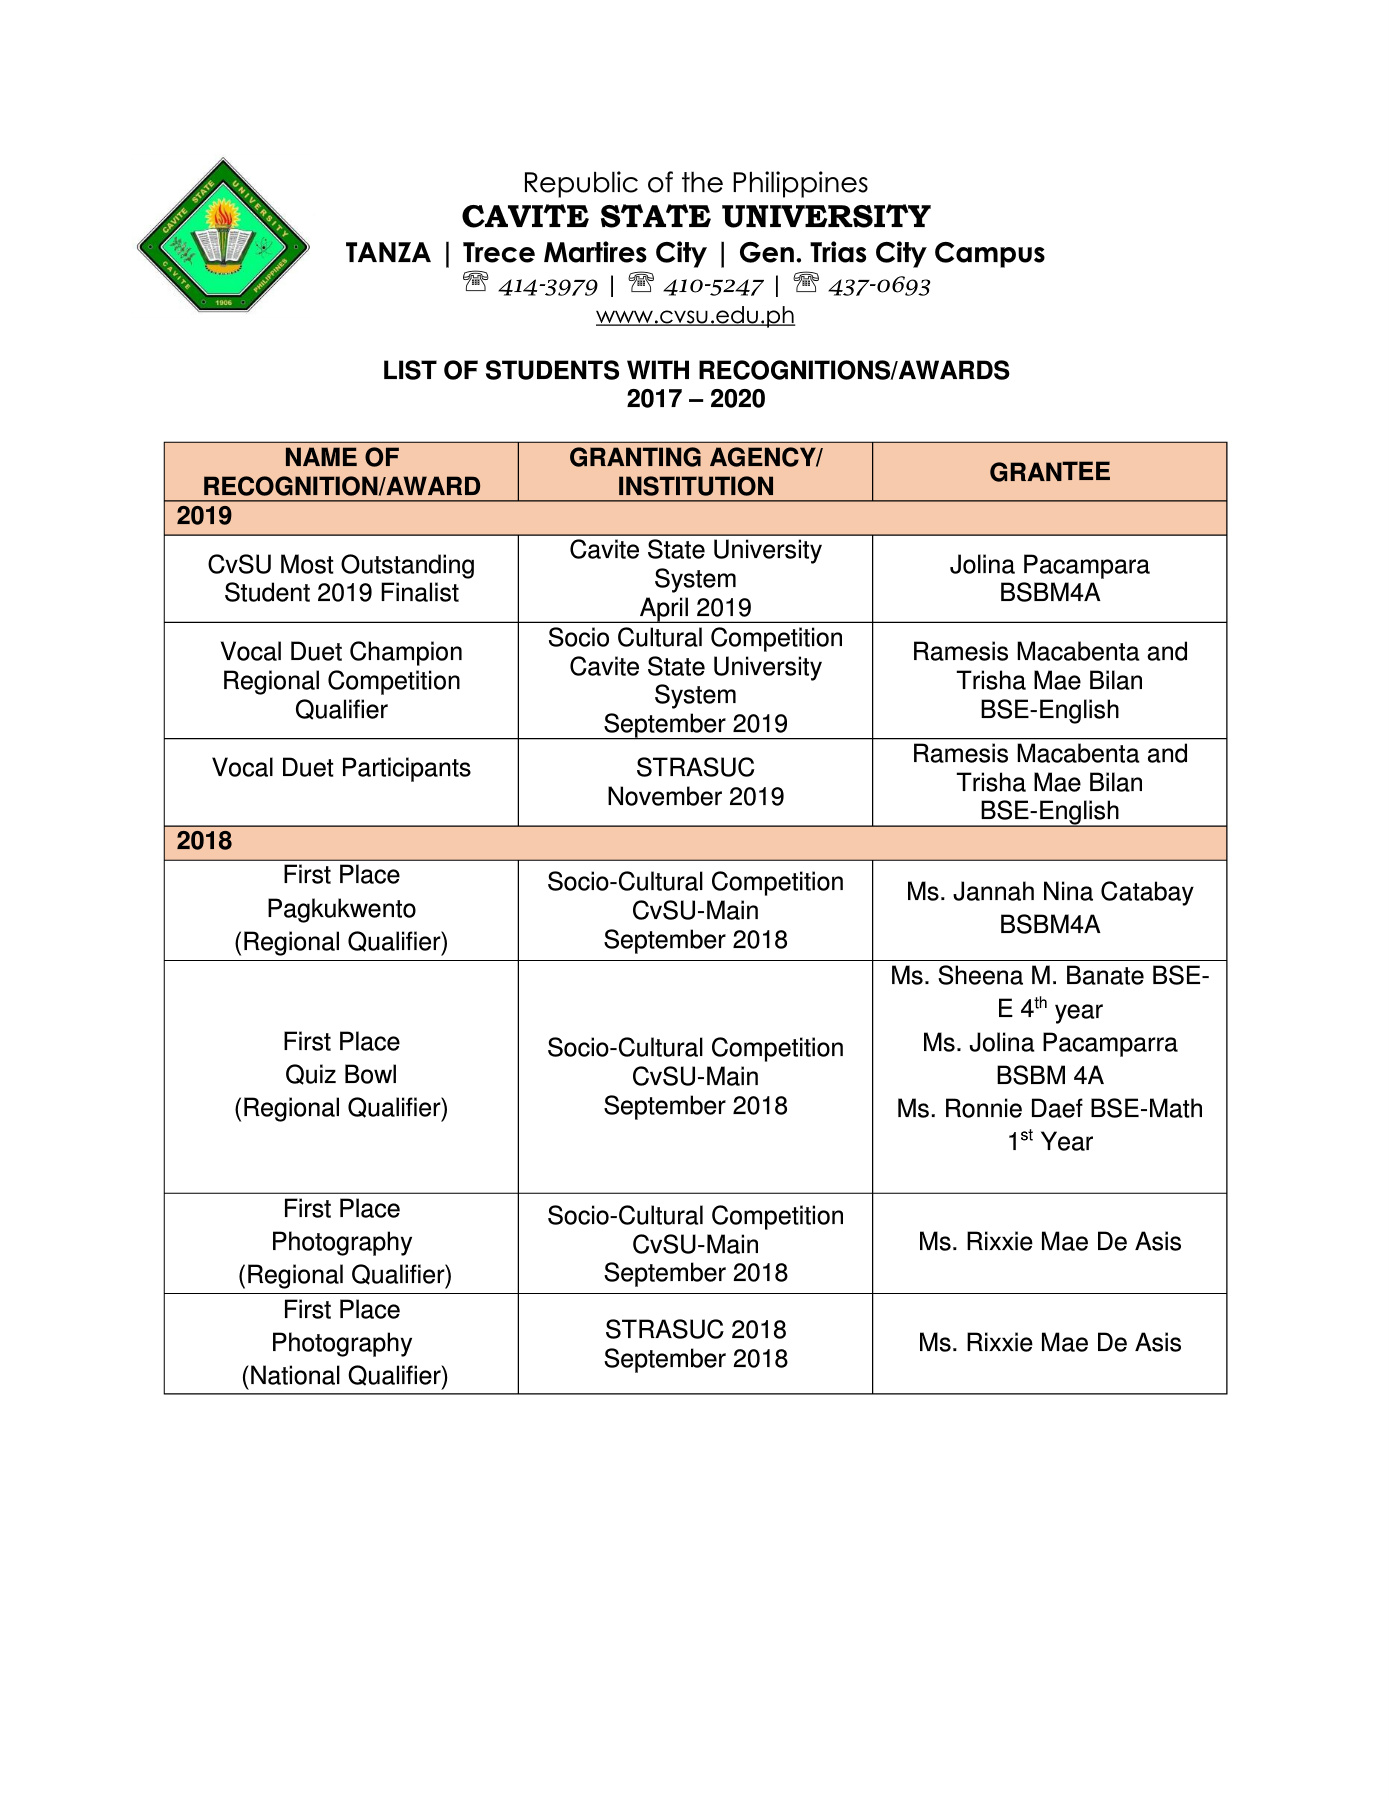 CAVITE STATE UNIVERSITY
CAVITE
PHILIPPINES
1906
Republic of the Philippines
CAVITE STATE UNIVERSITY
TANZA | Trece Martires City | Gen. Trias City Campus
☏ 414-3979 | ☏ 410-5247 | ☏ 437-0693
www.cvsu.edu.ph
LIST OF STUDENTS WITH RECOGNITIONS/AWARDS
2017 – 2020
NAME OF
RECOGNITION/AWARD
GRANTING AGENCY/
INSTITUTION
GRANTEE
2019
CvSU Most Outstanding
Student 2019 Finalist
Cavite State University
System
April 2019
Jolina Pacampara
BSBM4A
Vocal Duet Champion
Regional Competition
Qualifier
Socio Cultural Competition
Cavite State University
System
September 2019
Ramesis Macabenta and
Trisha Mae Bilan
BSE-English
Vocal Duet Participants
STRASUC
November 2019
Ramesis Macabenta and
Trisha Mae Bilan
BSE-English
2018
First Place
Pagkukwento
(Regional Qualifier)
Socio-Cultural Competition
CvSU-Main
September 2018
Ms. Jannah Nina Catabay
BSBM4A
First Place
Quiz Bowl
(Regional Qualifier)
Socio-Cultural Competition
CvSU-Main
September 2018
Ms. Sheena M. Banate BSE-
E 4th year
Ms. Jolina Pacamparra
BSBM 4A
Ms. Ronnie Daef BSE-Math
1st Year
First Place
Photography
(Regional Qualifier)
Socio-Cultural Competition
CvSU-Main
September 2018
Ms. Rixxie Mae De Asis
First Place
Photography
(National Qualifier)
STRASUC 2018
September 2018
Ms. Rixxie Mae De Asis